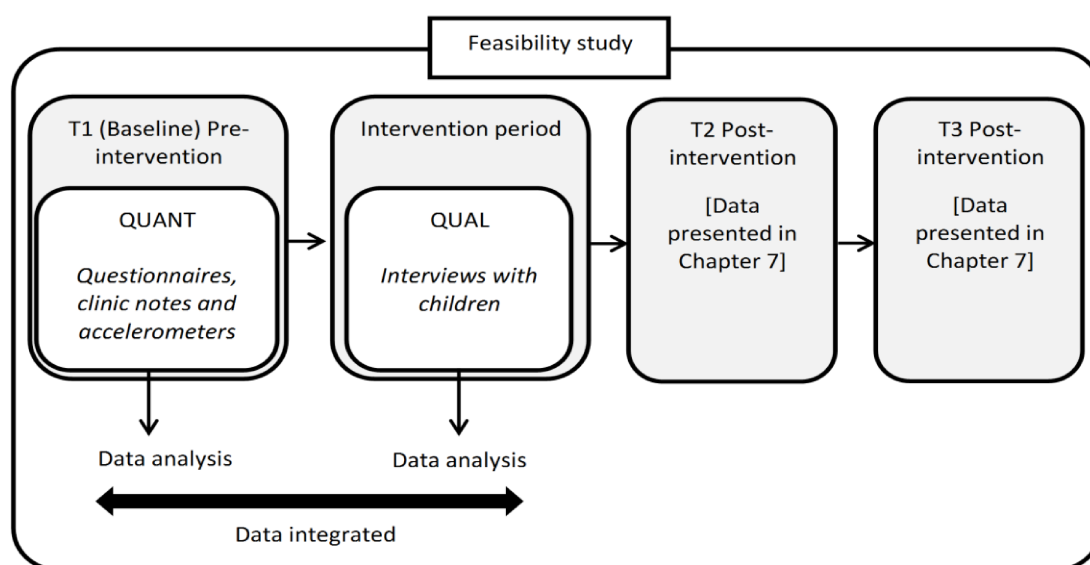 Feasibility study
T1 (Baseline) Pre-
intervention
QUANT
Questionnaires,
clinic notes and
accelerometers
Data analysis
Intervention period
QUAL
Interviews with
children
Data analysis
Data integrated
T2 Post-
intervention
[Data
presented in
Chapter 7]
T3 Post-
intervention
[Data
presented in
Chapter 7]